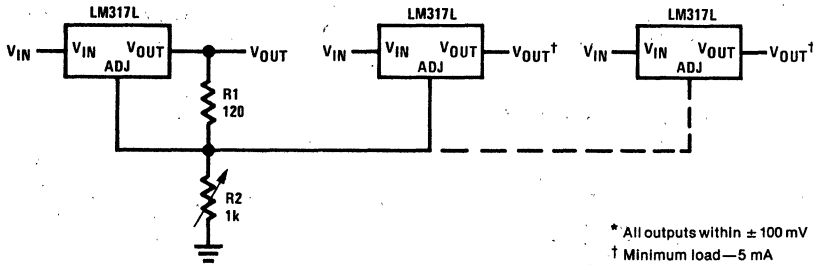 LM317L
LM317L
LM317L
VIN VIN VOUT VOUT
ADJ
VIN VIN VOUT VOUT†
ADJ
VIN VIN VOUT VOUT†
ADJ
R1
120
R2
1k
* All outputs within ± 100 mV
† Minimum load—5 mA